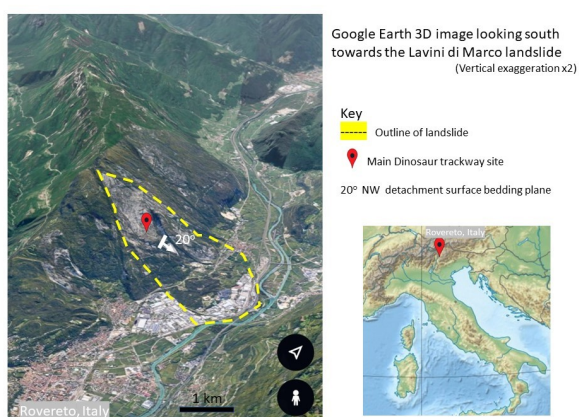 Google Earth 3D image looking south
towards the Lavini di Marco landslide
(Vertical exaggeration x2)
Key
Outline of landslide
Main Dinosaur trackway site
20° NW detachment surface bedding plane
20°
1 km
Rovereto, Italy
Rovereto, Italy